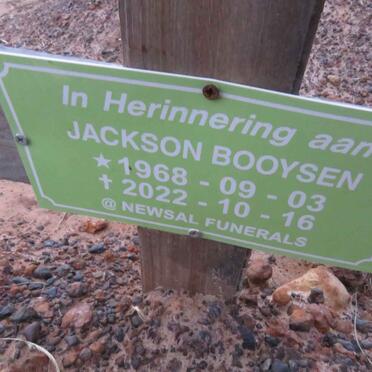 In Herinnering aan
JACKSON BOOYSEN
★ 1968 - 09 - 03
✝ 2022 - 10 - 16
@ NEWSAL FUNERALS